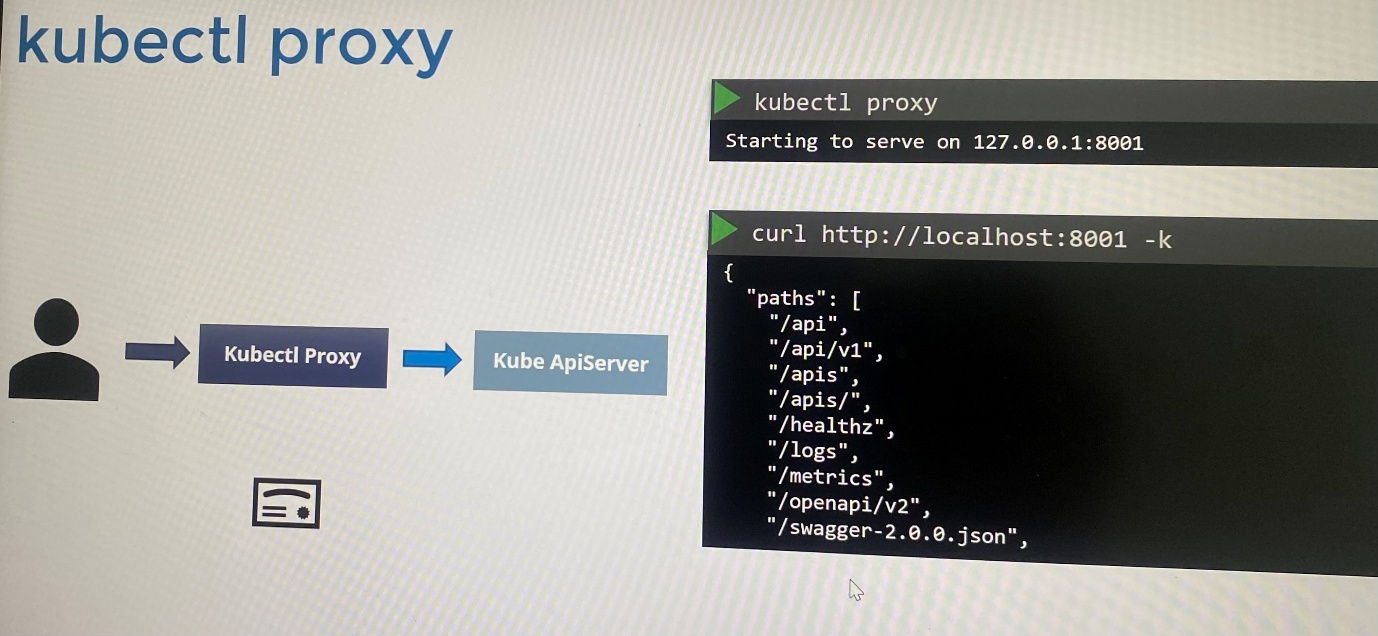 kubectl proxy
kubectl proxy
Starting to serve on 127.0.0.1:8001
curl http://localhost:8001 -k
{
"paths": [
"/api",
"/api/v1",
"/apis",
"/apis/",
"/healthz",
"/logs",
"/metrics",
"/openapi/v2",
"/swagger-2.0.0.json",
Kubectl Proxy
Kube ApiServer